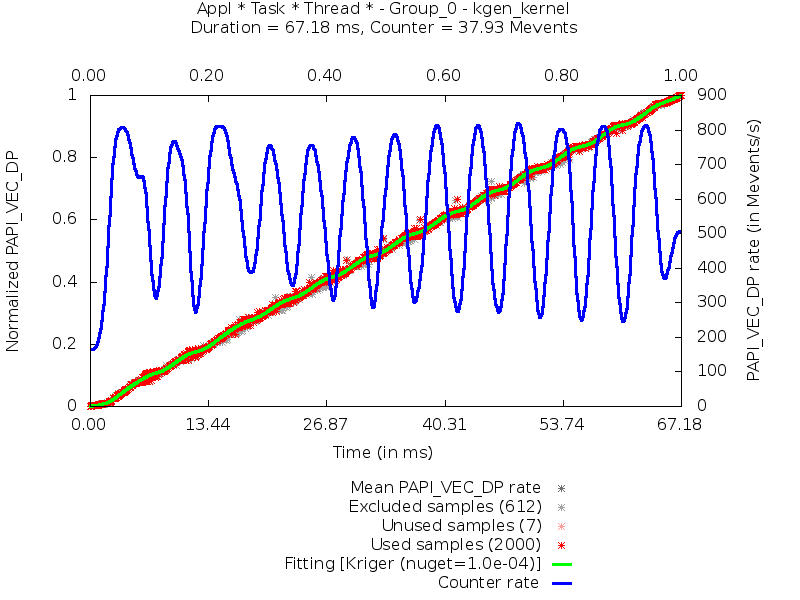 Appl * Task * Thread * - Group_0 - kgen_kernel
Duration = 67.18 ms, Counter = 37.93 Mevents
0.00 0.20 0.40 0.60 0.80 1.00
1 900
800
0.8
700
600
0.6
500
400
0.4
300
200
0.2
100
0 0
Normalized PAPI_VEC_DP
PAPI_VEC_DP rate (in Mevents/s)
0.00 13.44 26.87 40.31 53.74 67.18
Time (in ms)
Mean PAPI_VEC_DP rate
Excluded samples (612)
Unused samples (7)
Used samples (2000)
Fitting [Kriger (nuget=1.0e-04)]
Counter rate